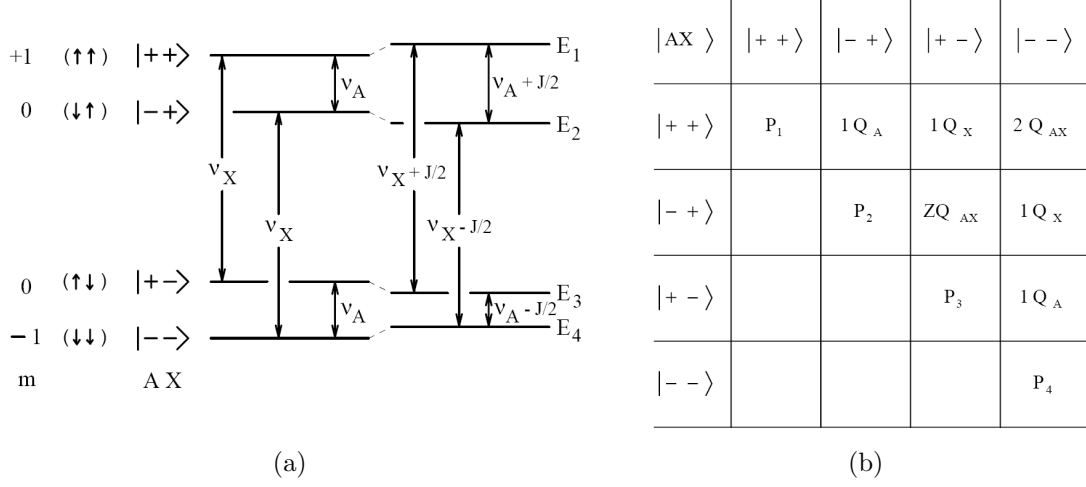 +1 (↑↑) |++⟩ E1
νA νA + J/2
0 (↓↑) |−+⟩ E2
νX νX + J/2
νX νX - J/2
0 (↑↓) |+−⟩ E3
νA νA − J/2
−1 (↓↓) |−−⟩ E4
m A X
(a)
|AX⟩ |+ +⟩ |− +⟩ |+ −⟩ |− −⟩
|+ +⟩ P1 1QA 1QX 2QAX
|− +⟩ P2 ZQ AX 1QX
|+ −⟩ P3 1QA
|− −⟩ P4
(b)